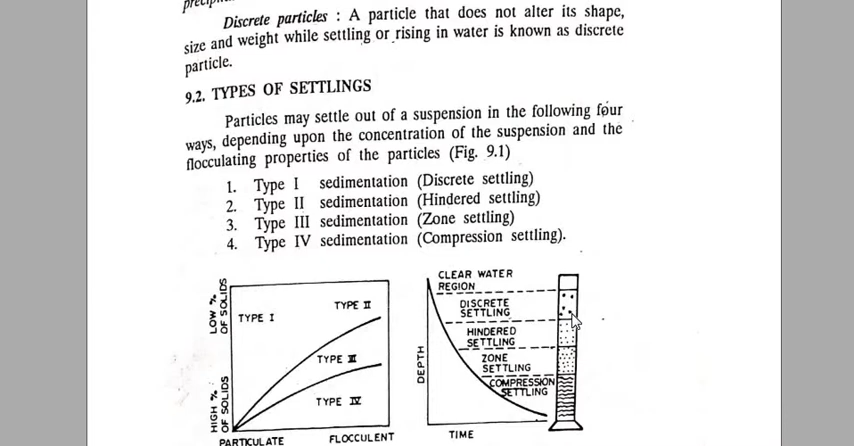 Discrete particles : A particle that does not alter its shape,
size and weight while settling or rising in water is known as discrete
particle.
9.2. TYPES OF SETTLINGS
Particles may settle out of a suspension in the following four
ways, depending upon the concentration of the suspension and the
flocculating properties of the particles (Fig. 9.1)
1. Type I sedimentation (Discrete settling)
2. Type II sedimentation (Hindered settling)
3. Type III sedimentation (Zone settling)
4. Type IV sedimentation (Compression settling).
LOW %
OF SOLIDS
HIGH %
OF SOLIDS
TYPE I
TYPE II
TYPE III
TYPE IV
PARTICULATE
FLOCCULENT
CLEAR WATER
REGION
DISCRETE
SETTLING
HINDERED
SETTLING
ZONE
SETTLING
COMPRESSION
SETTLING
DEPTH
TIME